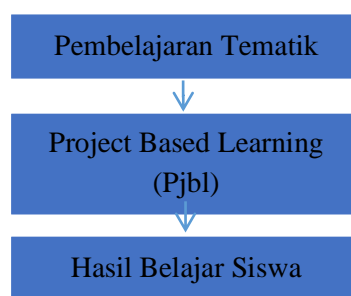 Pembelajaran Tematik
Project Based Learning
(Pjbl)
Hasil Belajar Siswa